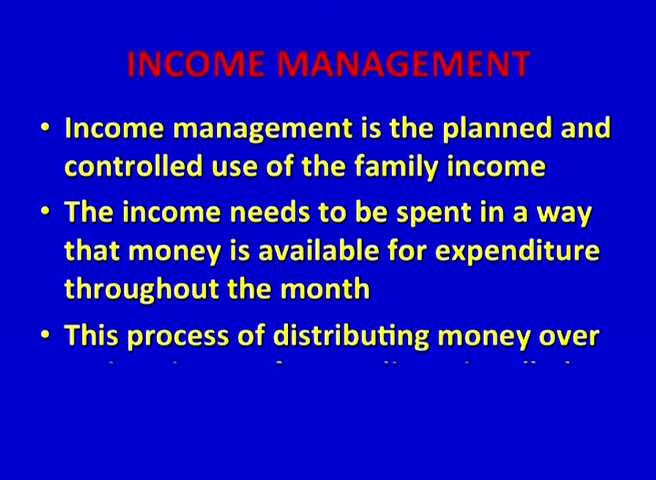 INCOME MANAGEMENT
• Income management is the planned and
controlled use of the family income
• The income needs to be spent in a way
that money is available for expenditure
throughout the month
• This process of distributing money over